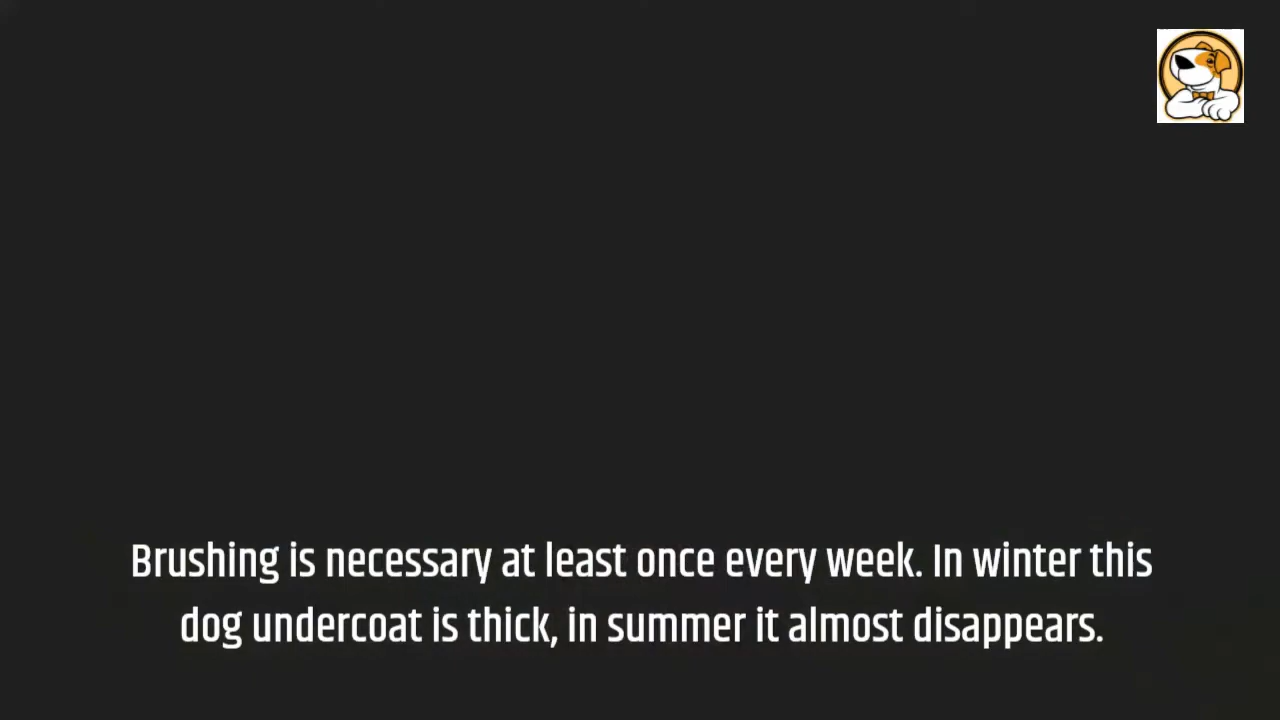 Brushing is necessary at least once every week. In winter this
dog undercoat is thick, in summer it almost disappears.